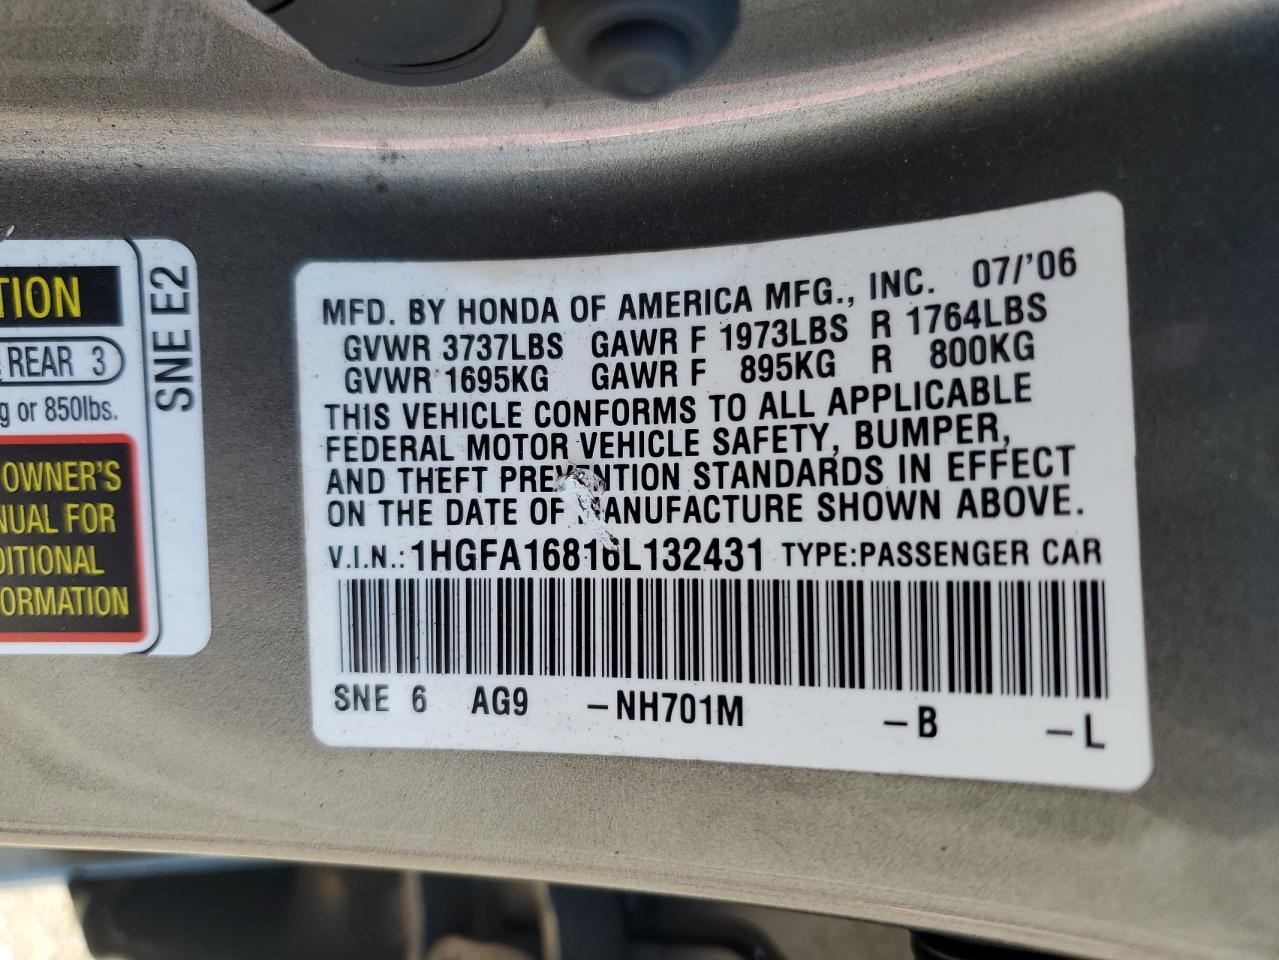 TION
REAR 3
g or 850lbs.
OWNER'S
NUAL FOR
DITIONAL
ORMATION
SNE E2
MFD. BY HONDA OF AMERICA MFG., INC. 07/'06
GVWR 3737LBS GAWR F 1973LBS R 1764LBS
GVWR 1695KG GAWR F 895KG R 800KG
THIS VEHICLE CONFORMS TO ALL APPLICABLE
FEDERAL MOTOR VEHICLE SAFETY, BUMPER,
AND THEFT PREVENTION STANDARDS IN EFFECT
ON THE DATE OF MANUFACTURE SHOWN ABOVE.
V.I.N.: 1HGFA16816L132431 TYPE:PASSENGER CAR
SNE 6 AG9 –NH701M –B –L